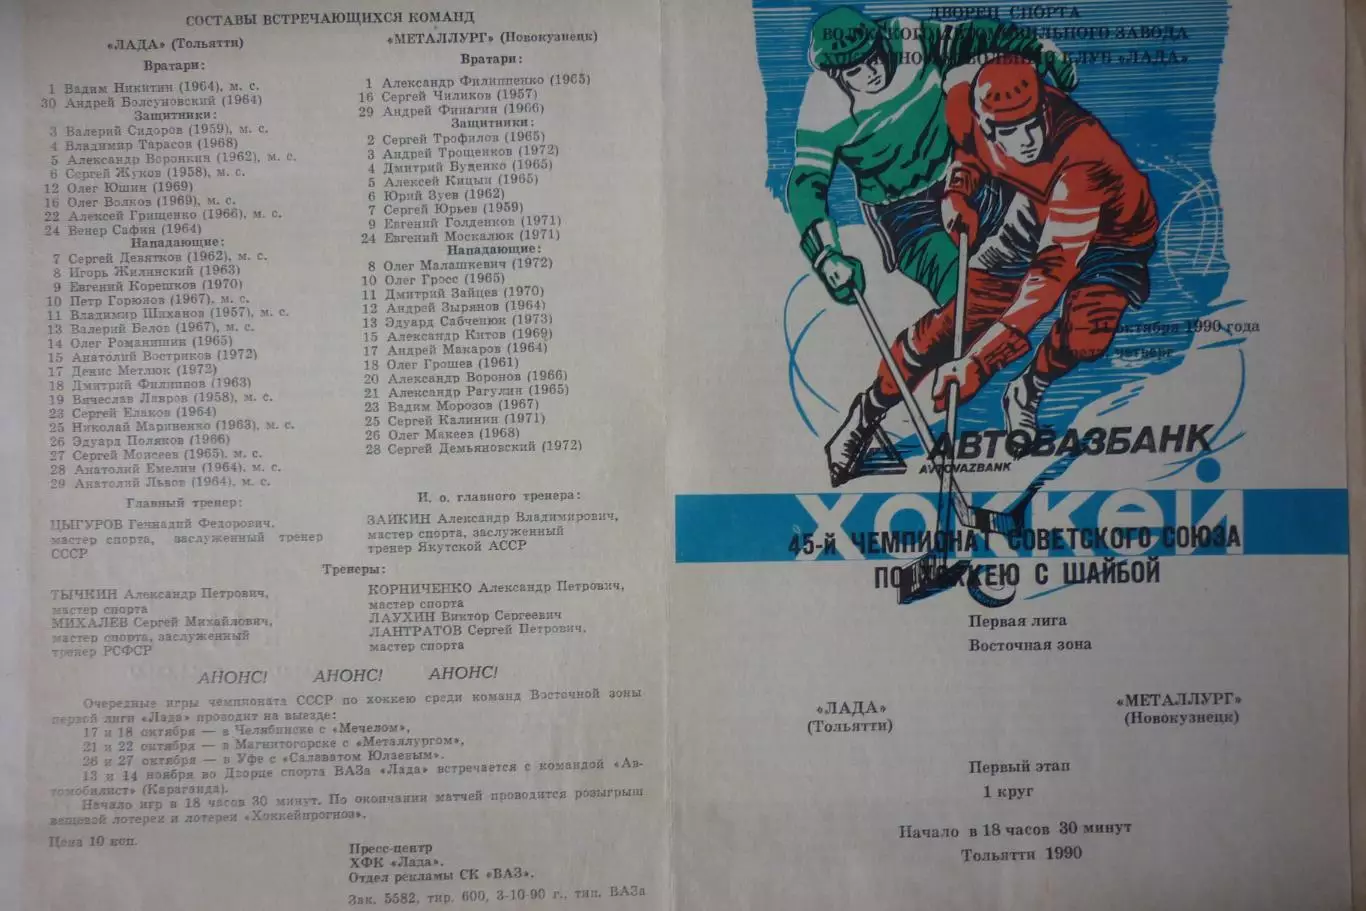 СОСТАВЫ ВСТРЕЧАЮЩИХСЯ КОМАНД
«ЛАДА» (Тольятти)
Вратари:
1 Вадим Никитин (1964), м. с.
30 Андрей Болсуновский (1964)
Защитники:
3 Валерий Сидоров (1959), м. с.
4 Владимир Тарасов (1968)
5 Александр Воронкин (1962), м. с.
6 Сергей Жуков (1958), м. с.
12 Олег Юшин (1969)
16 Олег Волков (1969), м. с.
22 Алексей Грищенко (1966), м. с.
24 Венер Сафин (1964)
Нападающие:
7 Сергей Девятков (1962), м. с.
8 Игорь Жилинский (1963)
9 Евгений Корешков (1970)
10 Петр Горюнов (1967), м. с.
11 Владимир Шиханов (1957), м. с.
13 Валерий Белов (1967), м. с.
14 Олег Романишин (1965)
15 Анатолий Востриков (1972)
17 Денис Метлюк (1972)
18 Дмитрий Филиппов (1963)
19 Вячеслав Лавров (1958), м. с.
23 Сергей Елаков (1964)
25 Николай Мариненко (1963), м. с.
26 Эдуард Поляков (1966)
27 Сергей Моисеев (1965), м. с.
28 Анатолий Емелин (1964), м. с.
29 Анатолий Львов (1964), м. с.
Главный тренер:
ЦЫГУРОВ Геннадий Федорович,
мастер спорта, заслуженный тренер
СССР
«МЕТАЛЛУРГ» (Новокузнецк)
Вратари:
1 Александр Филиппенко (1965)
16 Сергей Чиликов (1957)
29 Андрей Финагин (1966)
Защитники:
2 Сергей Трофилов (1965)
3 Андрей Трощенков (1972)
4 Дмитрий Буденко (1965)
5 Алексей Кицын (1965)
6 Юрий Зуев (1962)
7 Сергей Юрьев (1959)
9 Евгений Голденков (1971)
24 Евгений Москалюк (1971)
Нападающие:
8 Олег Малашкевич (1972)
10 Олег Гросс (1965)
11 Дмитрий Зайцев (1970)
12 Андрей Зырянов (1964)
13 Эдуард Сабченюк (1973)
15 Александр Китов (1969)
17 Андрей Макаров (1964)
18 Олег Грошев (1961)
20 Александр Воронов (1966)
21 Александр Рагулин (1965)
23 Вадим Морозов (1967)
25 Сергей Калинин (1971)
26 Олег Макеев (1968)
28 Сергей Демьяновский (1972)
И. о. главного тренера:
ЗАИКИН Александр Владимирович,
мастер спорта, заслуженный
тренер Якутской АССР
Тренеры:
ТЫЧКИН Александр Петрович,
мастер спорта
МИХАЛЕВ Сергей Михайлович,
мастер спорта, заслуженный
тренер РСФСР
КОРНИЧЕНКО Александр Петрович,
мастер спорта
ЛАУХИН Виктор Сергеевич
ЛАНТРАТОВ Сергей Петрович,
мастер спорта
АНОНС! АНОНС! АНОНС!
Очередные игры чемпионата СССР по хоккею среди команд Восточной зоны
первой лиги «Лада» проводит на выезде:
17 и 18 октября — в Челябинске с «Мечелом»,
21 и 22 октября — в Магнитогорске с «Металлургом»,
26 и 27 октября — в Уфе с «Салаватом Юлаевым».
13 и 14 ноября во Дворце спорта ВАЗа «Лада» встречается с командой «Ав-
томобилист» (Караганда).
Начало игр в 18 часов 30 минут. По окончании матчей проводится розыгрыш
вещевой лотереи и лотереи «Хоккейпрогноз».
Цена 10 коп.
Пресс-центр
ХФК «Лада».
Отдел рекламы СК «ВАЗ».
Зак. 5582, тир. 600, 3-10-90 г., тип. ВАЗа
ДВОРЕЦ СПОРТА
ВОЛЖСКОГО АВТОМОБИЛЬНОГО ЗАВОДА
КЛУБ «ЛАДА»
октября 1990 года
четверг
АВТОВАЗБАНК
AVTOVAZBANK
ХОККЕЙ
45-й ЧЕМПИОНАТ СОВЕТСКОГО СОЮЗА
ПО ХОККЕЮ С ШАЙБОЙ
Первая лига
Восточная зона
«ЛАДА»
(Тольятти)
«МЕТАЛЛУРГ»
(Новокузнецк)
Первый этап
1 круг
Начало в 18 часов 30 минут
Тольятти 1990